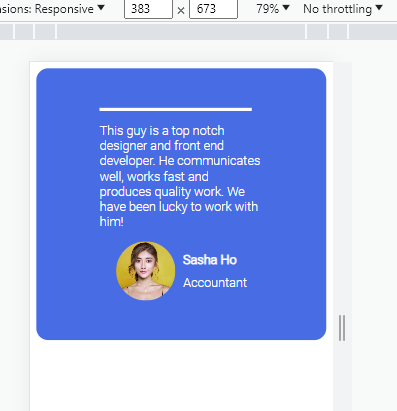 sions: Responsive ▼ 383 × 673 79% ▼ No throttling ▼
This guy is a top notch
designer and front end
developer. He communicates
well, works fast and
produces quality work. We
have been lucky to work with
him!
Sasha Ho
Accountant